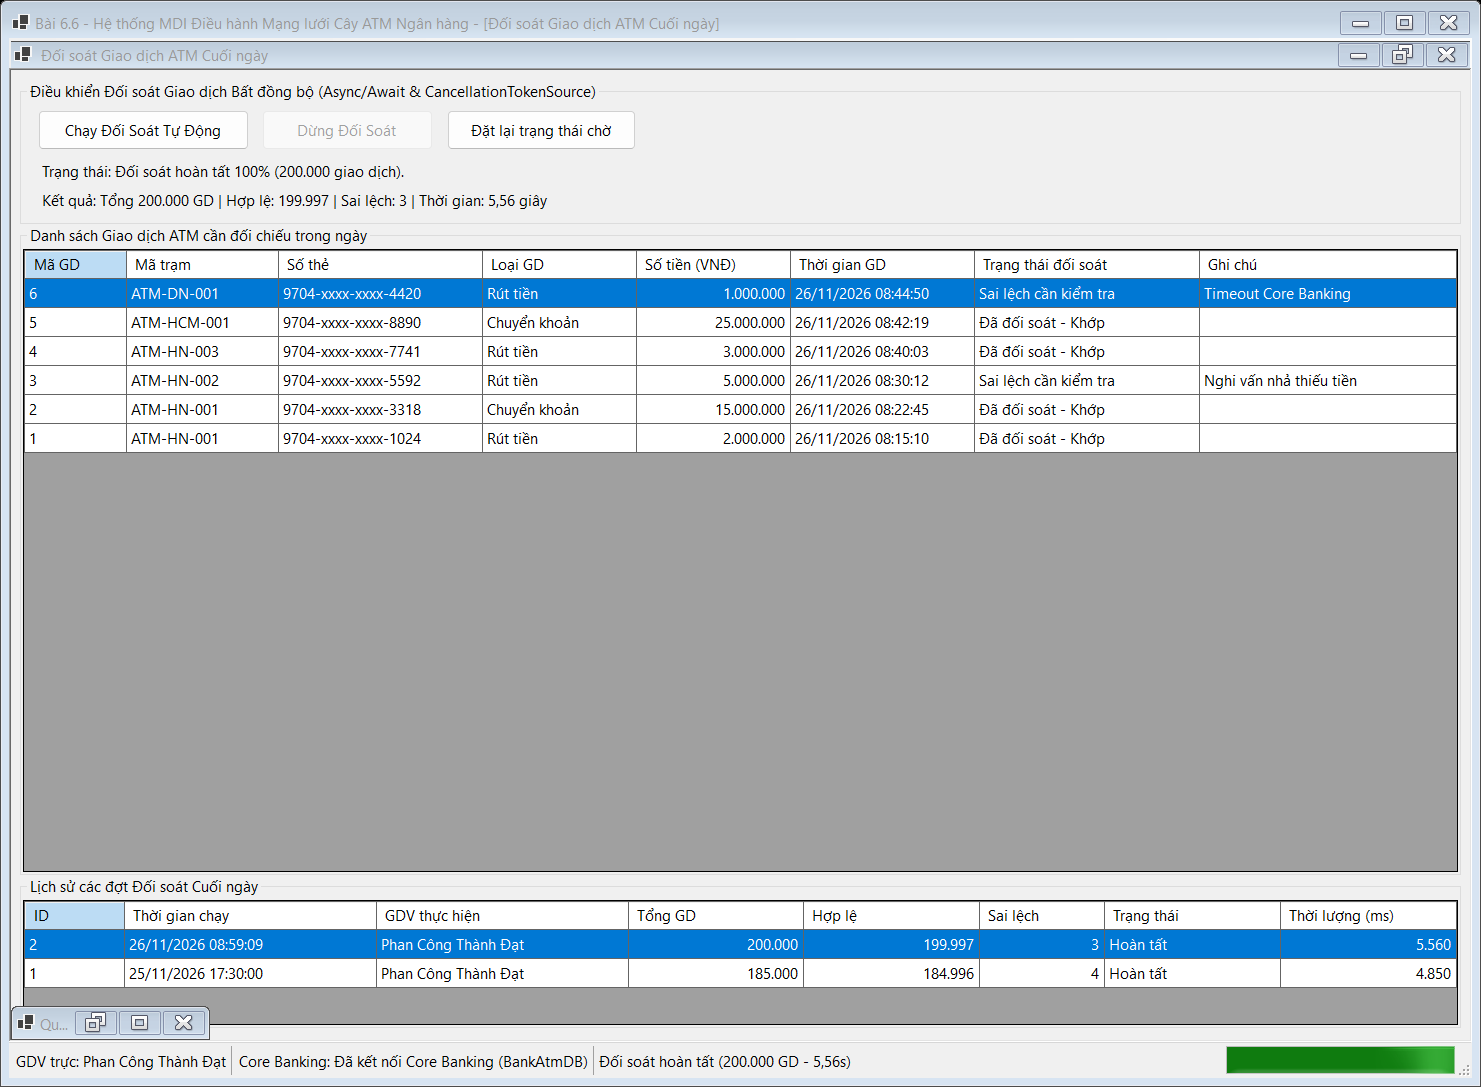 Bài 6.6 - Hệ thống MDI Điều hành Mạng lưới Cây ATM Ngân hàng - [Đối soát Giao dịch ATM Cuối ngày]
Đối soát Giao dịch ATM Cuối ngày
Điều khiển Đối soát Giao dịch Bất đồng bộ (Async/Await & CancellationTokenSource)
Chạy Đối Soát Tự Động Dừng Đối Soát Đặt lại trạng thái chờ
Trạng thái: Đối soát hoàn tất 100% (200.000 giao dịch).
Kết quả: Tổng 200.000 GD | Hợp lệ: 199.997 | Sai lệch: 3 | Thời gian: 5,56 giây
Danh sách Giao dịch ATM cần đối chiếu trong ngày
Mã GD Mã trạm Số thẻ Loại GD Số tiền (VNĐ) Thời gian GD Trạng thái đối soát Ghi chú
6 ATM-DN-001 9704-xxxx-xxxx-4420 Rút tiền 1.000.000 26/11/2026 08:44:50 Sai lệch cần kiểm tra Timeout Core Banking
5 ATM-HCM-001 9704-xxxx-xxxx-8890 Chuyển khoản 25.000.000 26/11/2026 08:42:19 Đã đối soát - Khớp
4 ATM-HN-003 9704-xxxx-xxxx-7741 Rút tiền 3.000.000 26/11/2026 08:40:03 Đã đối soát - Khớp
3 ATM-HN-002 9704-xxxx-xxxx-5592 Rút tiền 5.000.000 26/11/2026 08:30:12 Sai lệch cần kiểm tra Nghi vấn nhả thiếu tiền
2 ATM-HN-001 9704-xxxx-xxxx-3318 Chuyển khoản 15.000.000 26/11/2026 08:22:45 Đã đối soát - Khớp
1 ATM-HN-001 9704-xxxx-xxxx-1024 Rút tiền 2.000.000 26/11/2026 08:15:10 Đã đối soát - Khớp
Lịch sử các đợt Đối soát Cuối ngày
ID Thời gian chạy GDV thực hiện Tổng GD Hợp lệ Sai lệch Trạng thái Thời lượng (ms)
2 26/11/2026 08:59:09 Phan Công Thành Đạt 200.000 199.997 3 Hoàn tất 5.560
1 25/11/2026 17:30:00 Phan Công Thành Đạt 185.000 184.996 4 Hoàn tất 4.850
Qu...
GDV trực: Phan Công Thành Đạt Core Banking: Đã kết nối Core Banking (BankAtmDB) Đối soát hoàn tất (200.000 GD - 5,56s)